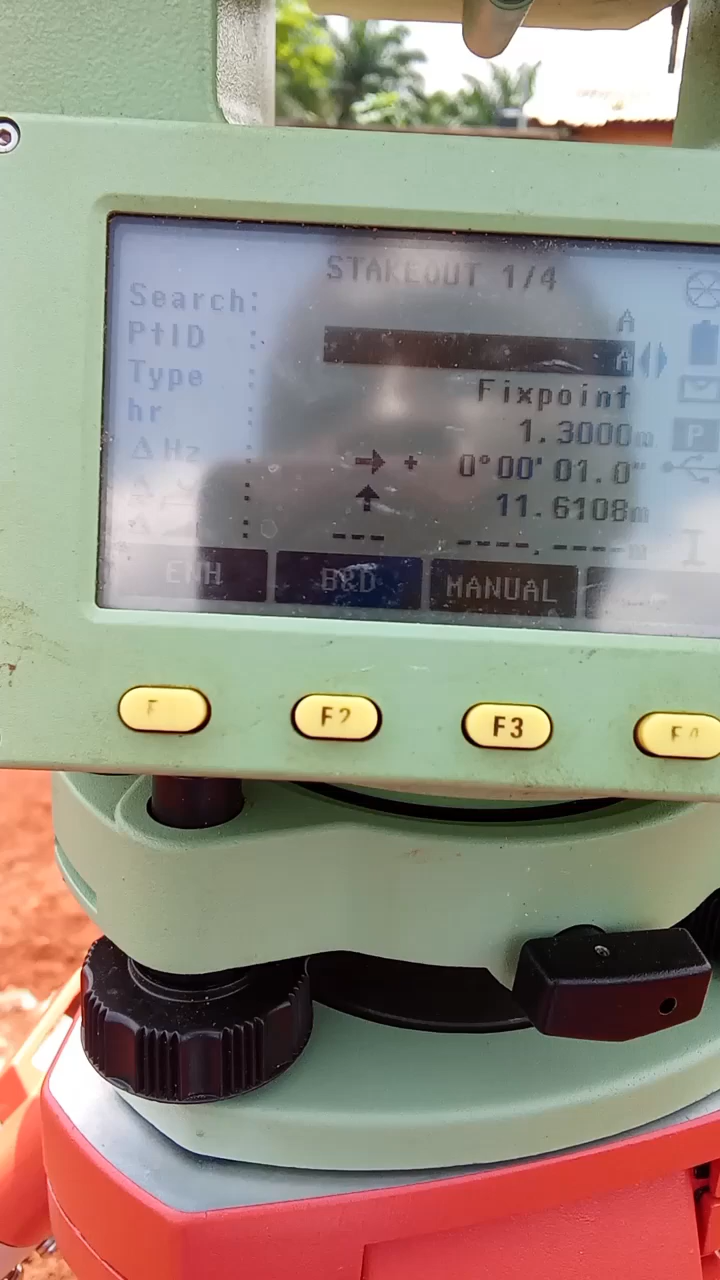 STAKEOUT 1/4
Search: A
PtID : A
Type : Fixpoint
hr : 1.3000m
Δ Hz : → + 0°00'01.0"
Δ : ↑ 11.6108m
Δ : --- ----.----m
ENH B&D MANUAL
P
I
F F2 F3 F4